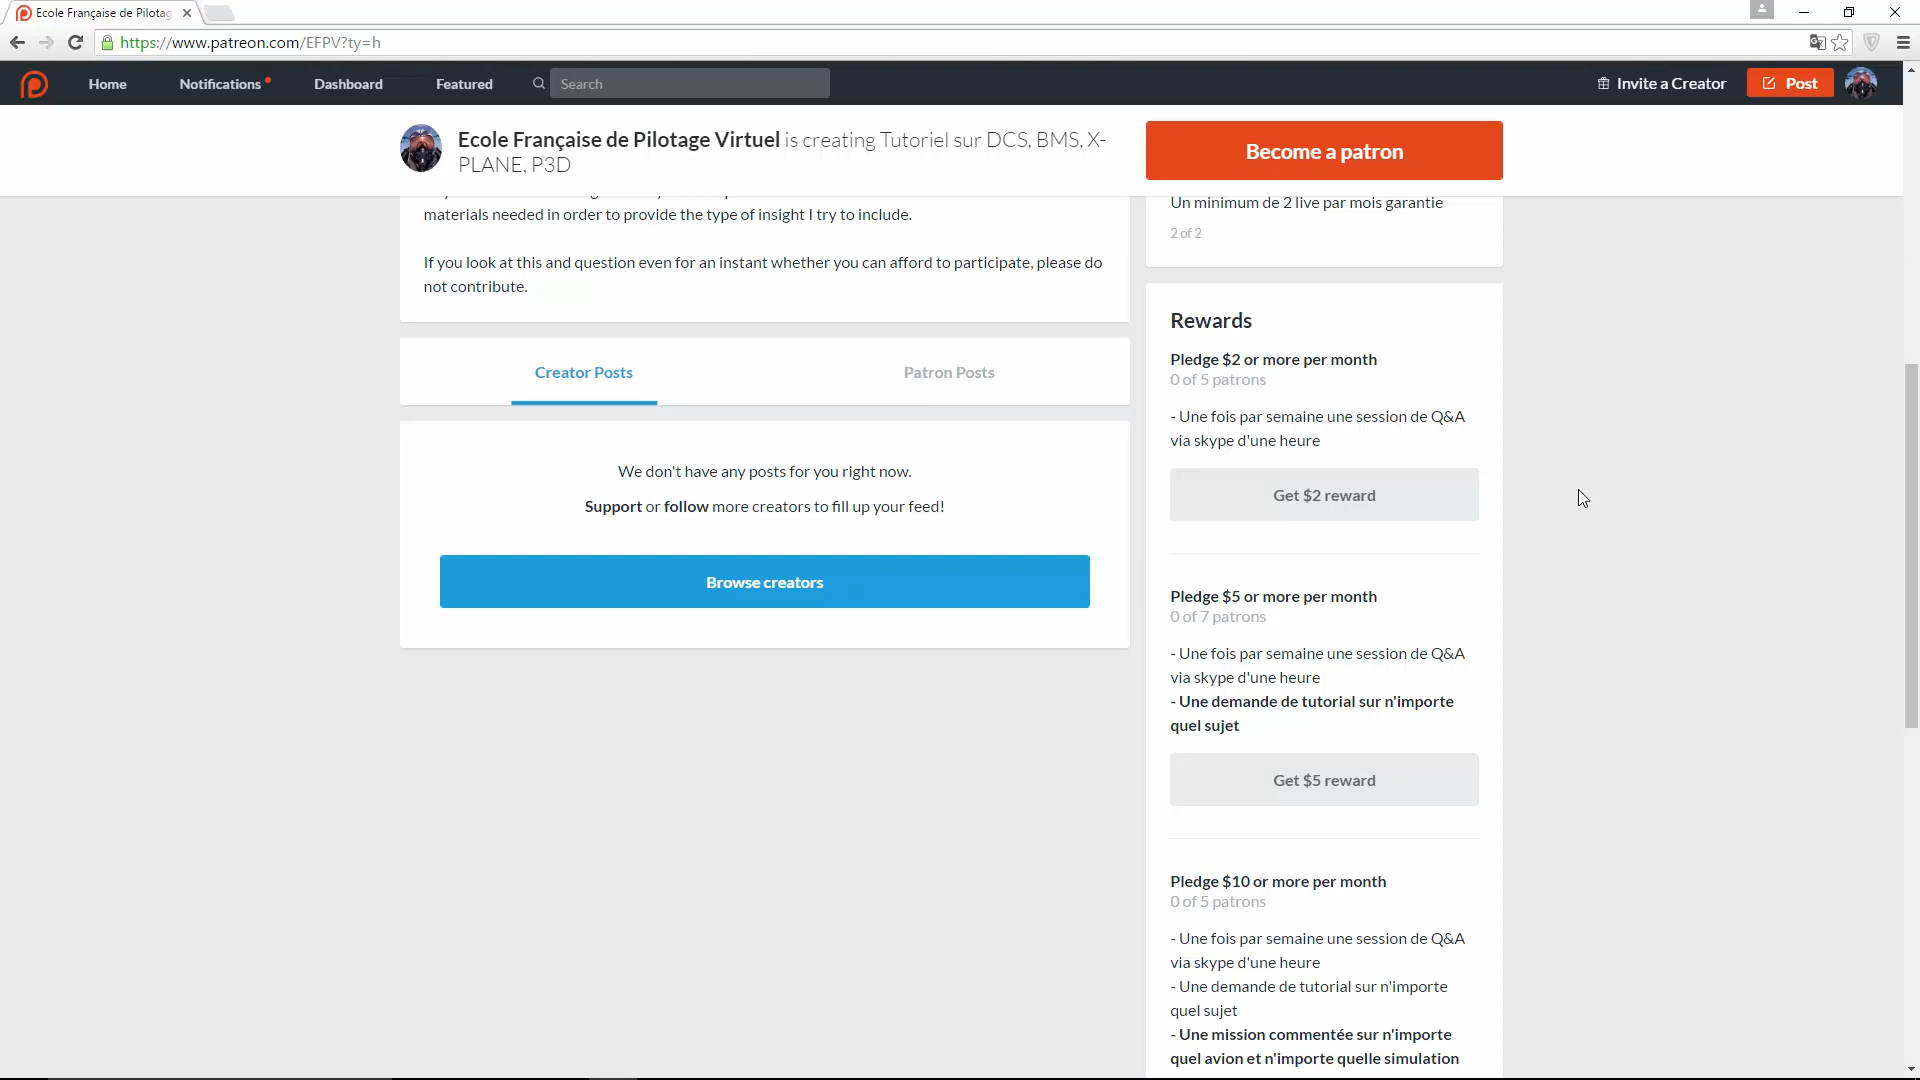 Ecole Française de Pilotag
https://www.patreon.com/EFPV?ty=h
Home
Notifications
Dashboard
Featured
Search
Invite a Creator
Post
Ecole Française de Pilotage Virtuel is creating Tutoriel sur DCS, BMS, X-
PLANE, P3D
Become a patron
materials needed in order to provide the type of insight I try to include.
If you look at this and question even for an instant whether you can afford to participate, please do
not contribute.
Creator Posts
Patron Posts
We don't have any posts for you right now.
Support or follow more creators to fill up your feed!
Browse creators
Un minimum de 2 live par mois garantie
2 of 2
Rewards
Pledge $2 or more per month
0 of 5 patrons
- Une fois par semaine une session de Q&A
via skype d'une heure
Get $2 reward
Pledge $5 or more per month
0 of 7 patrons
- Une fois par semaine une session de Q&A
via skype d'une heure
- Une demande de tutorial sur n'importe
quel sujet
Get $5 reward
Pledge $10 or more per month
0 of 5 patrons
- Une fois par semaine une session de Q&A
via skype d'une heure
- Une demande de tutorial sur n'importe
quel sujet
- Une mission commentée sur n'importe
quel avion et n'importe quelle simulation